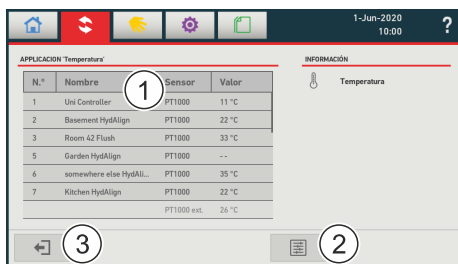 1-Jun-2020
10:00
?
APPLICACION 'Temperatura'
INFORMACIÓN
N.° Nombre Sensor Valor
Temperatura
1 Uni Controller PT1000 11 °C
2 Basement HydAlign PT1000 22 °C
3 Room 42 Flush PT1000 33 °C
5 Garden HydAlign PT1000 --
6 somewhere else HydAli... PT1000 35 °C
7 Kitchen HydAlign PT1000 22 °C
PT1000 ext. 26 °C
1
3
2